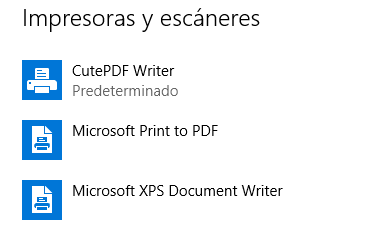 Impresoras y escáneres
CutePDF Writer
Predeterminado
Microsoft Print to PDF
Microsoft XPS Document Writer